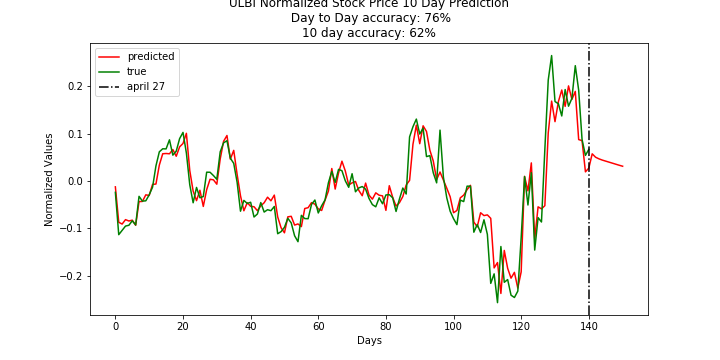 ULBI Normalized Stock Price 10 Day Prediction
Day to Day accuracy: 76%
10 day accuracy: 62%
predicted
true
april 27
Normalized Values
0.2
0.1
0.0
−0.1
−0.2
0 20 40 60 80 100 120 140
Days